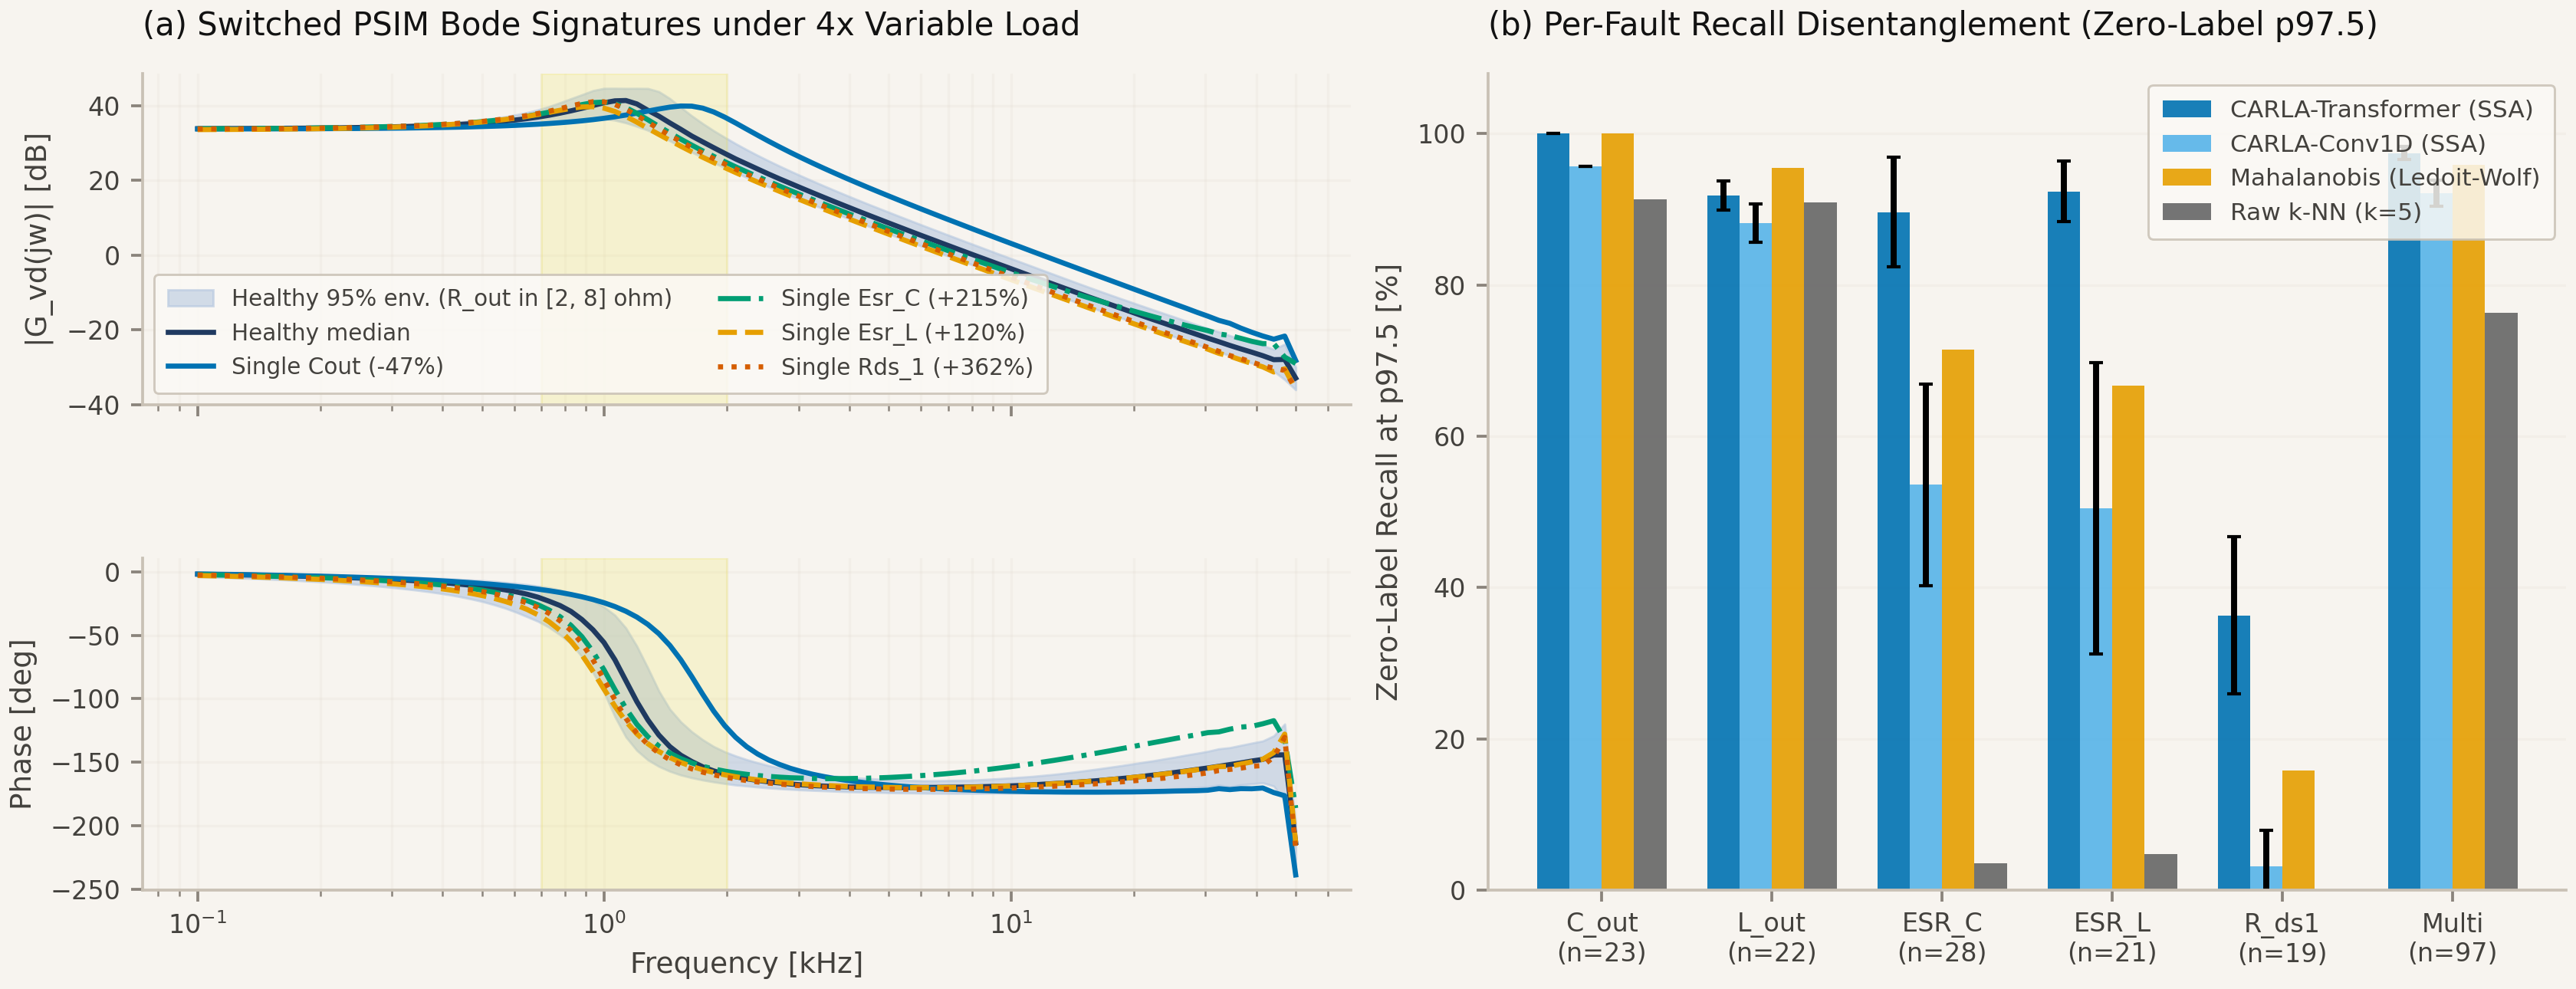 (a) Switched PSIM Bode Signatures under 4x Variable Load
|G_vd(jw)| [dB]
40
20
0
−20
−40
Healthy 95% env. (R_out in [2, 8] ohm)
Healthy median
Single Cout (-47%)
Single Esr_C (+215%)
Single Esr_L (+120%)
Single Rds_1 (+362%)
Phase [deg]
0
−50
−100
−150
−200
−250
10⁻¹
10⁰
10¹
Frequency [kHz]
(b) Per-Fault Recall Disentanglement (Zero-Label p97.5)
Zero-Label Recall at p97.5 [%]
100
80
60
40
20
0
CARLA-Transformer (SSA)
CARLA-Conv1D (SSA)
Mahalanobis (Ledoit-Wolf)
Raw k-NN (k=5)
C_out
(n=23)
L_out
(n=22)
ESR_C
(n=28)
ESR_L
(n=21)
R_ds1
(n=19)
Multi
(n=97)